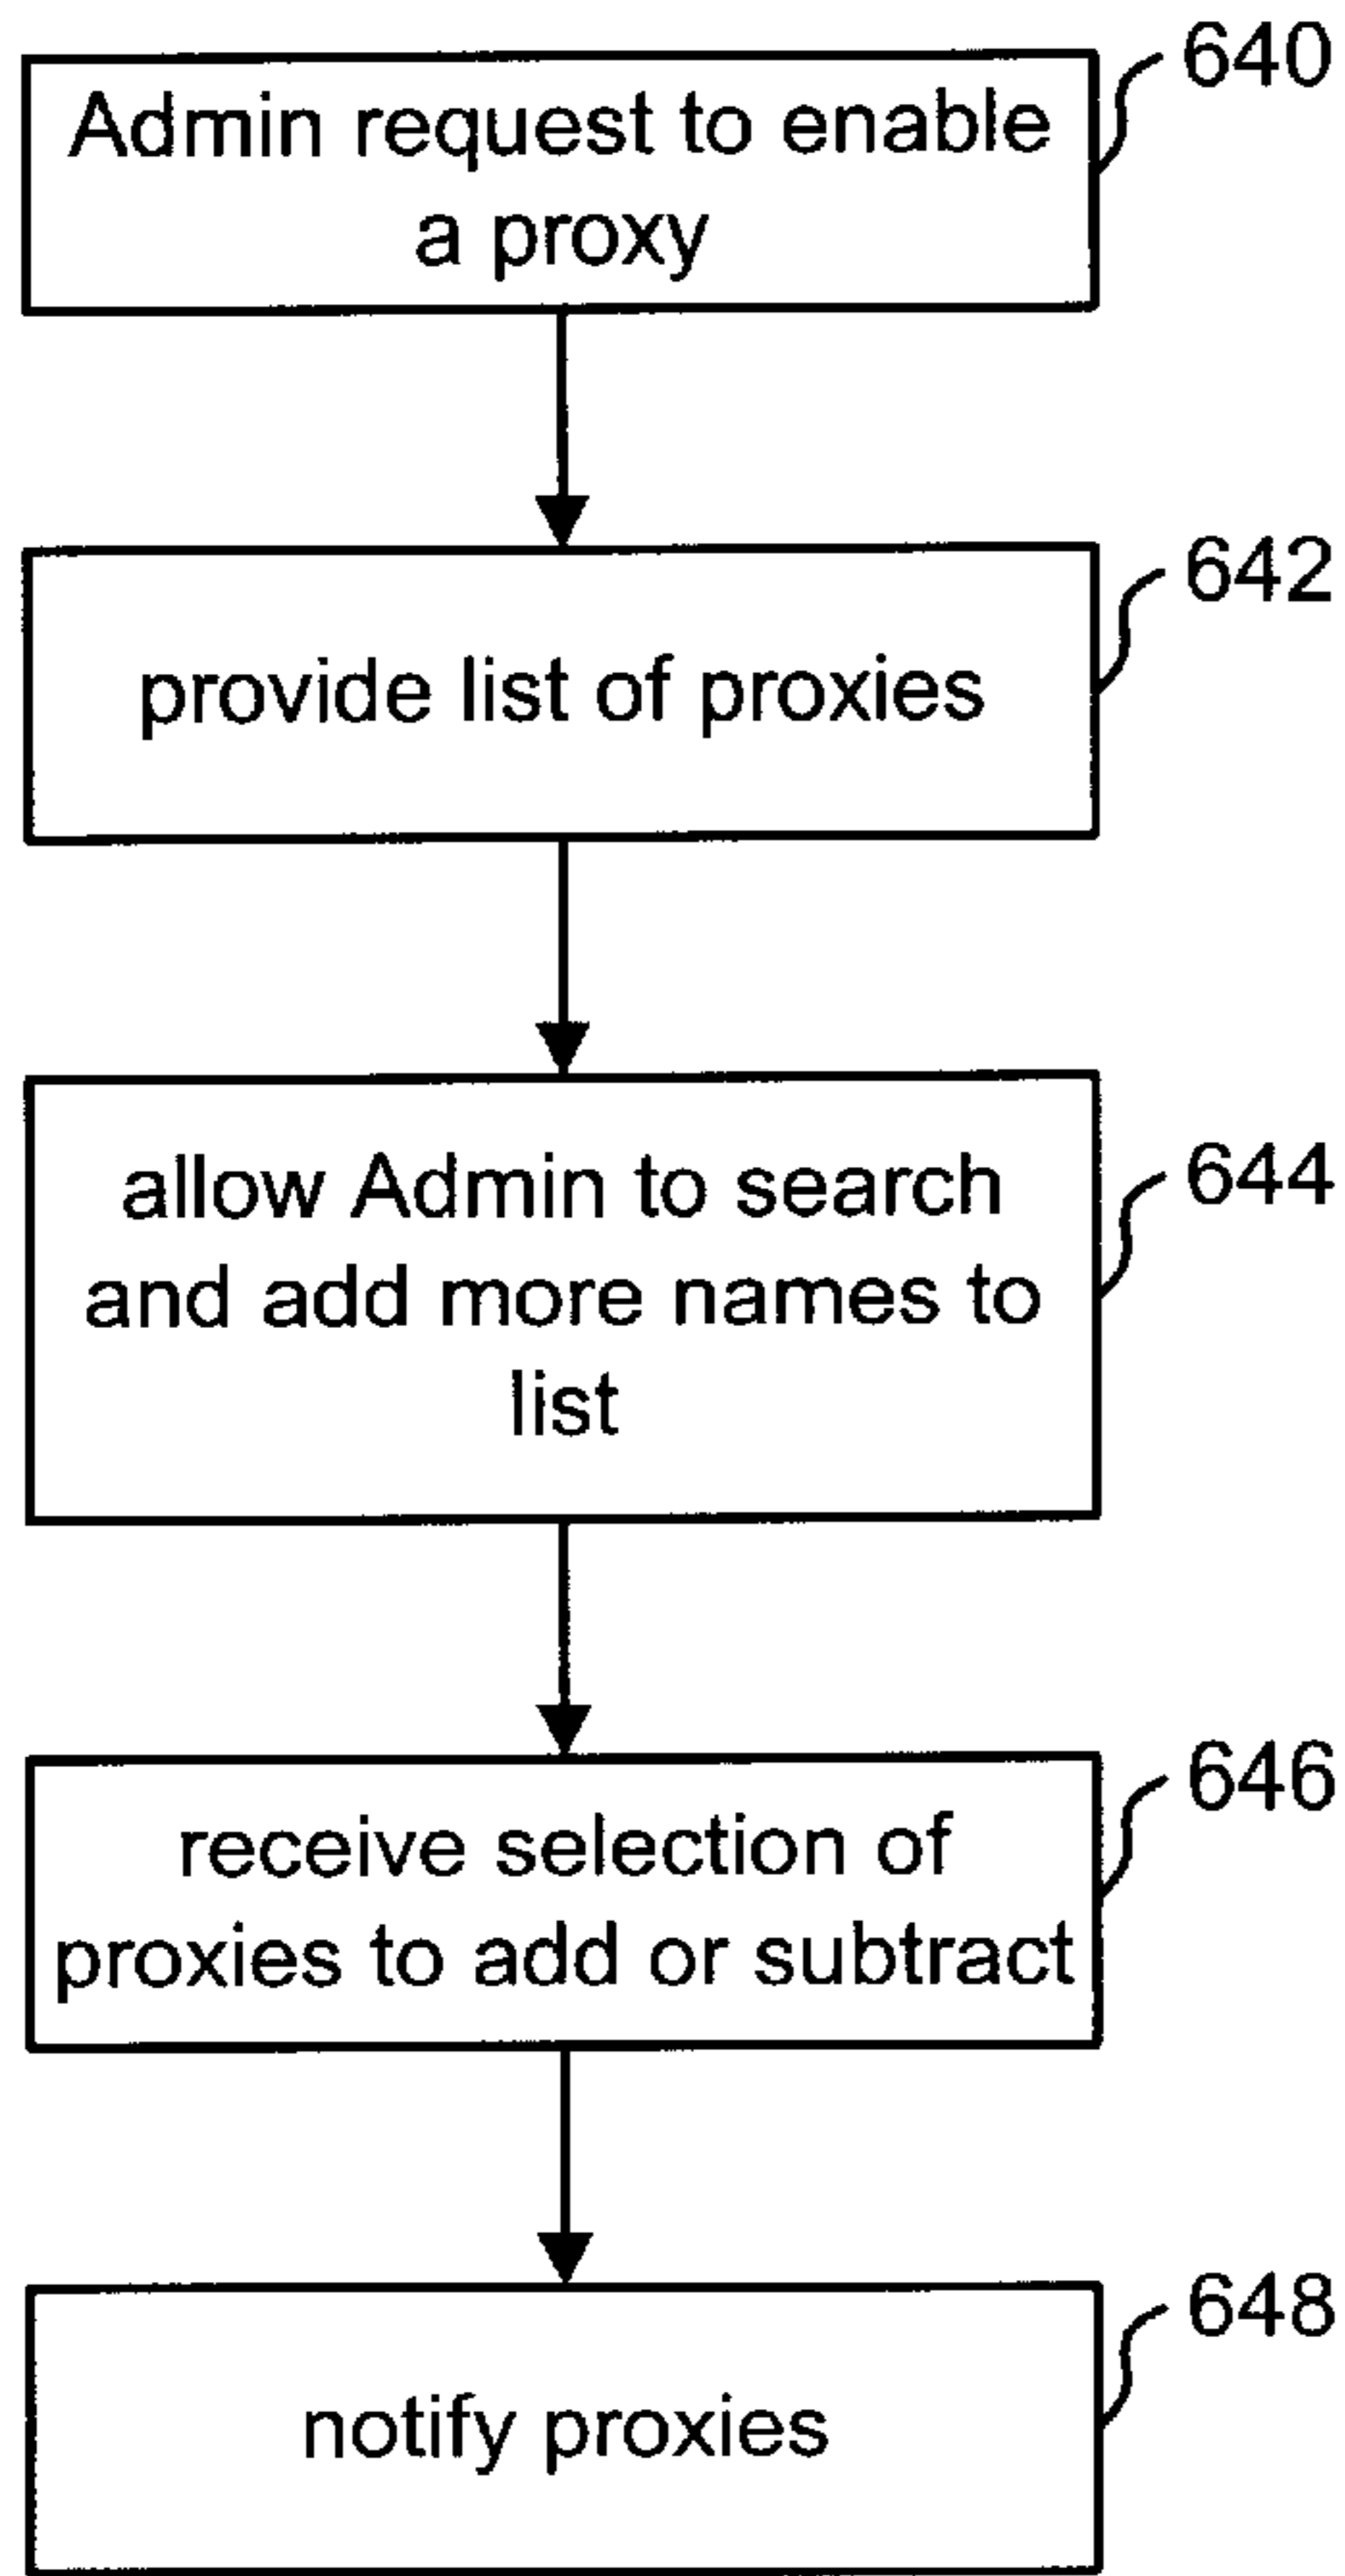 640
Admin request to enable
a proxy
642
provide list of proxies
644
allow Admin to search
and add more names to
list
646
receive selection of
proxies to add or subtract
648
notify proxies